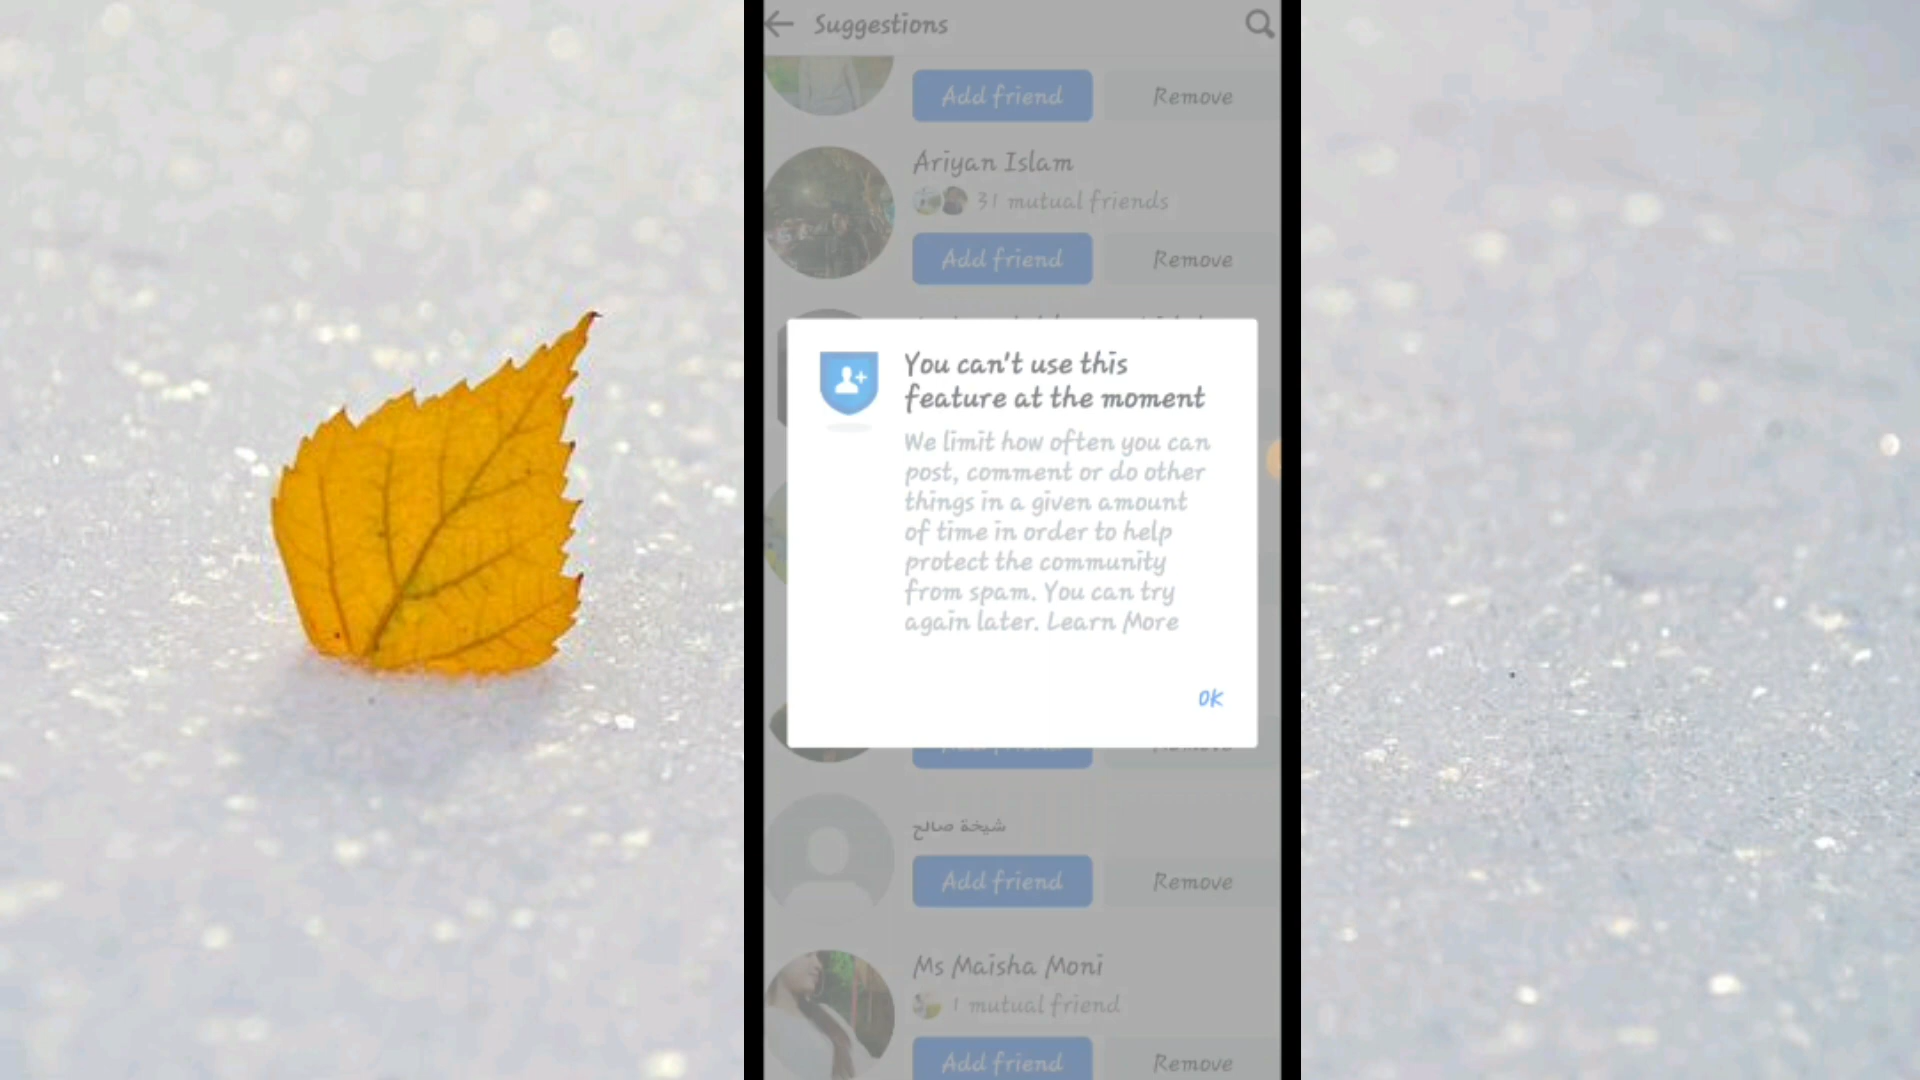 Suggestions
Add friend Remove
Ariyan Islam
31 mutual friends
Add friend Remove
You can't use this
feature at the moment
We limit how often you can
post, comment or do other
things in a given amount
of time in order to help
protect the community
from spam. You can try
again later. Learn More
OK
Add friend Remove
شيخة صالح
Add friend Remove
Ms Maisha Moni
1 mutual friend
Add friend Remove